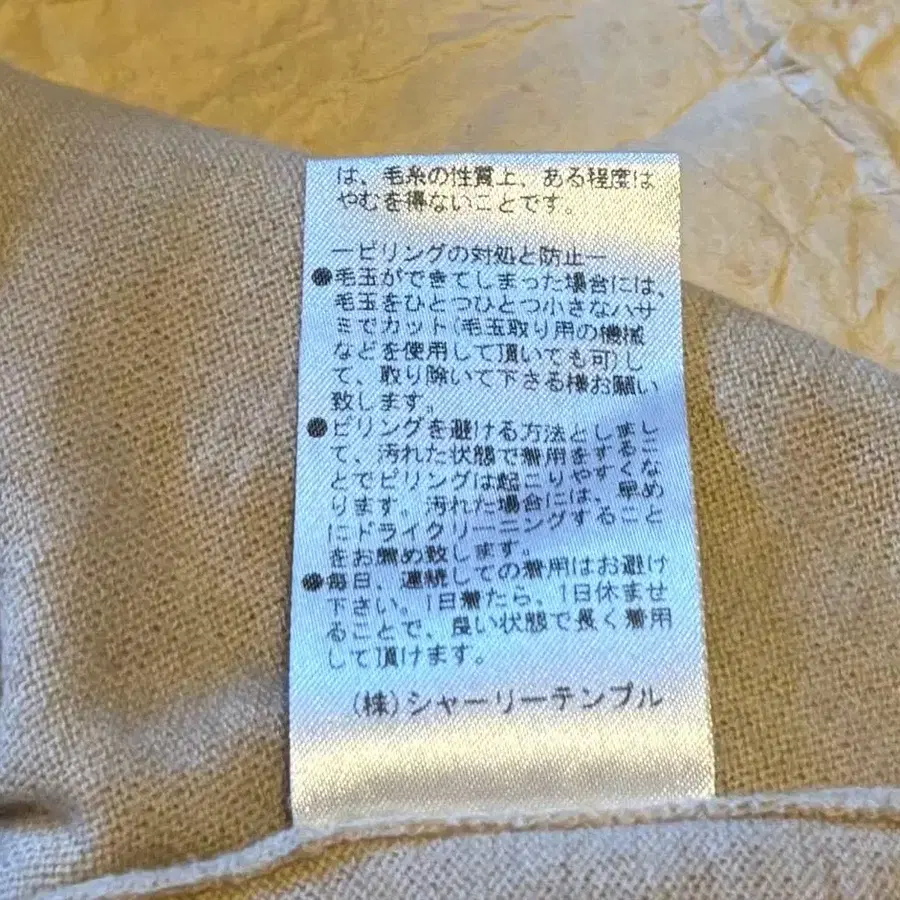 は、毛糸の性質上、ある程度は
やむを得ないことです。
ーピリングの対処と防止ー
●毛玉ができてしまった場合には、
毛玉をひとつひとつ小さなハサ
ミでカット(毛玉取り用の機械
などを使用して頂いても可)し
て、取り除いて下さる様お願い
致します。
●ピリングを避ける方法としまし
て、汚れた状態で着用をするこ
とでピリングは起こりやすくな
ります。汚れた場合には、早め
にドライクリーニングすること
をお薦め致します。
●毎日、連続しての着用はお避け
下さい。1日着たら、1日休ませ
ることで、良い状態で長く着用
して頂けます。
(株)シャーリーテンプル